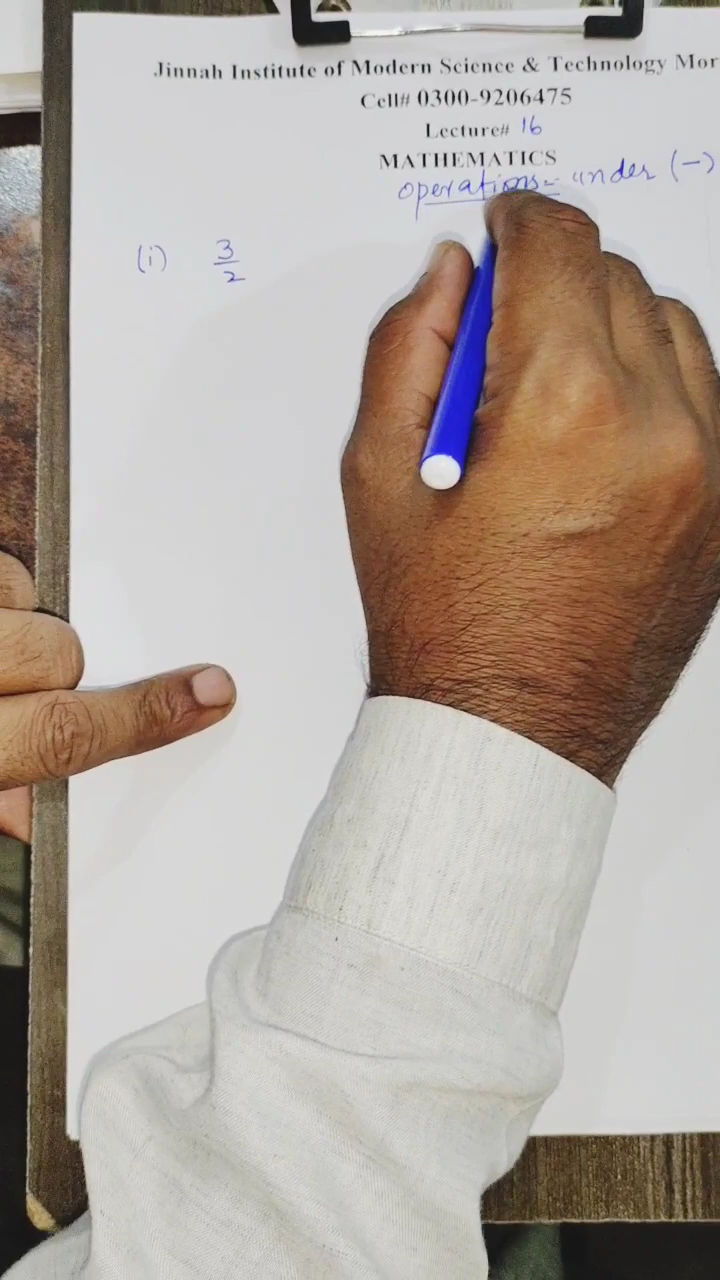 Jinnah Institute of Modern Science & Technology Mor
Cell# 0300-9206475
Lecture# 16
MATHEMATICS
operations under (-)
(i) 3/2